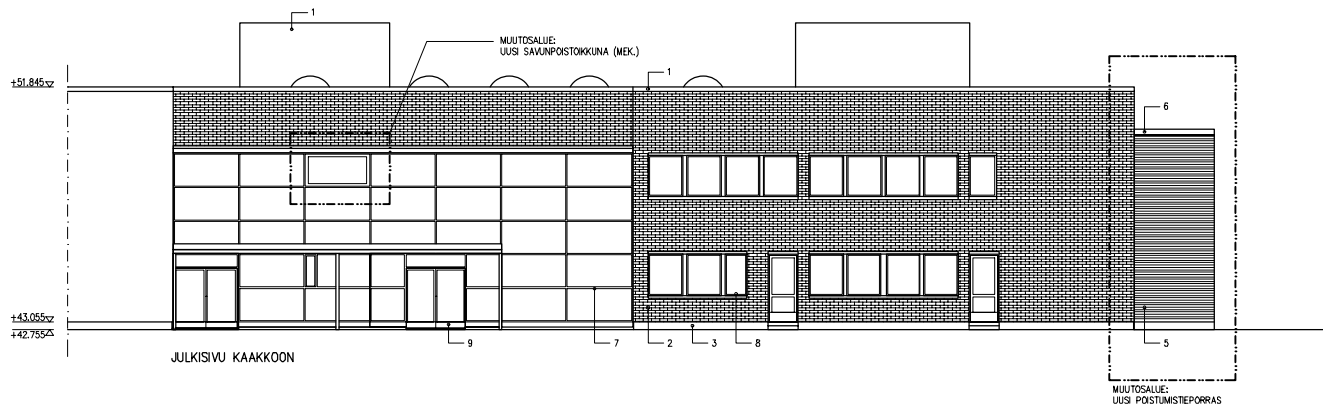 1
MUUTOSALUE:
UUSI SAVUNPOISTOIKKUNA (MEK.)
+51.845
1
6
+43.055
+42.755
9
7
2
3
8
5
JULKISIVU KAAKKOON
MUUTOSALUE:
UUSI POISTUMISTIEPORRAS